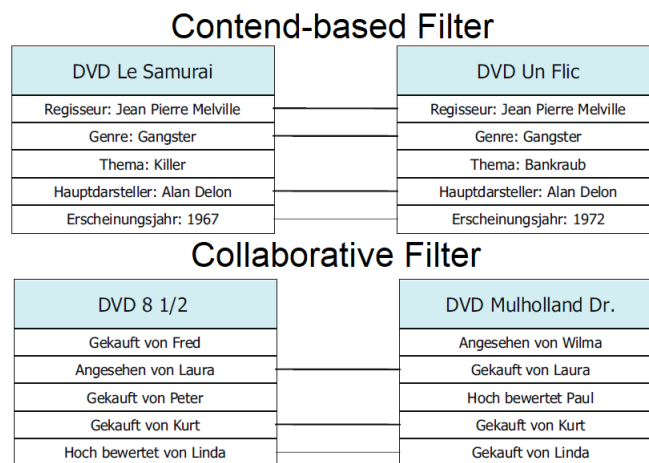 Contend-based Filter
DVD Le Samurai
DVD Un Flic
Regisseur: Jean Pierre Melville
Regisseur: Jean Pierre Melville
Genre: Gangster
Genre: Gangster
Thema: Killer
Thema: Bankraub
Hauptdarsteller: Alan Delon
Hauptdarsteller: Alan Delon
Erscheinungsjahr: 1967
Erscheinungsjahr: 1972
Collaborative Filter
DVD 8 1/2
DVD Mulholland Dr.
Gekauft von Fred
Angesehen von Wilma
Angesehen von Laura
Gekauft von Laura
Gekauft von Peter
Hoch bewertet Paul
Gekauft von Kurt
Gekauft von Kurt
Hoch bewertet von Linda
Gekauft von Linda